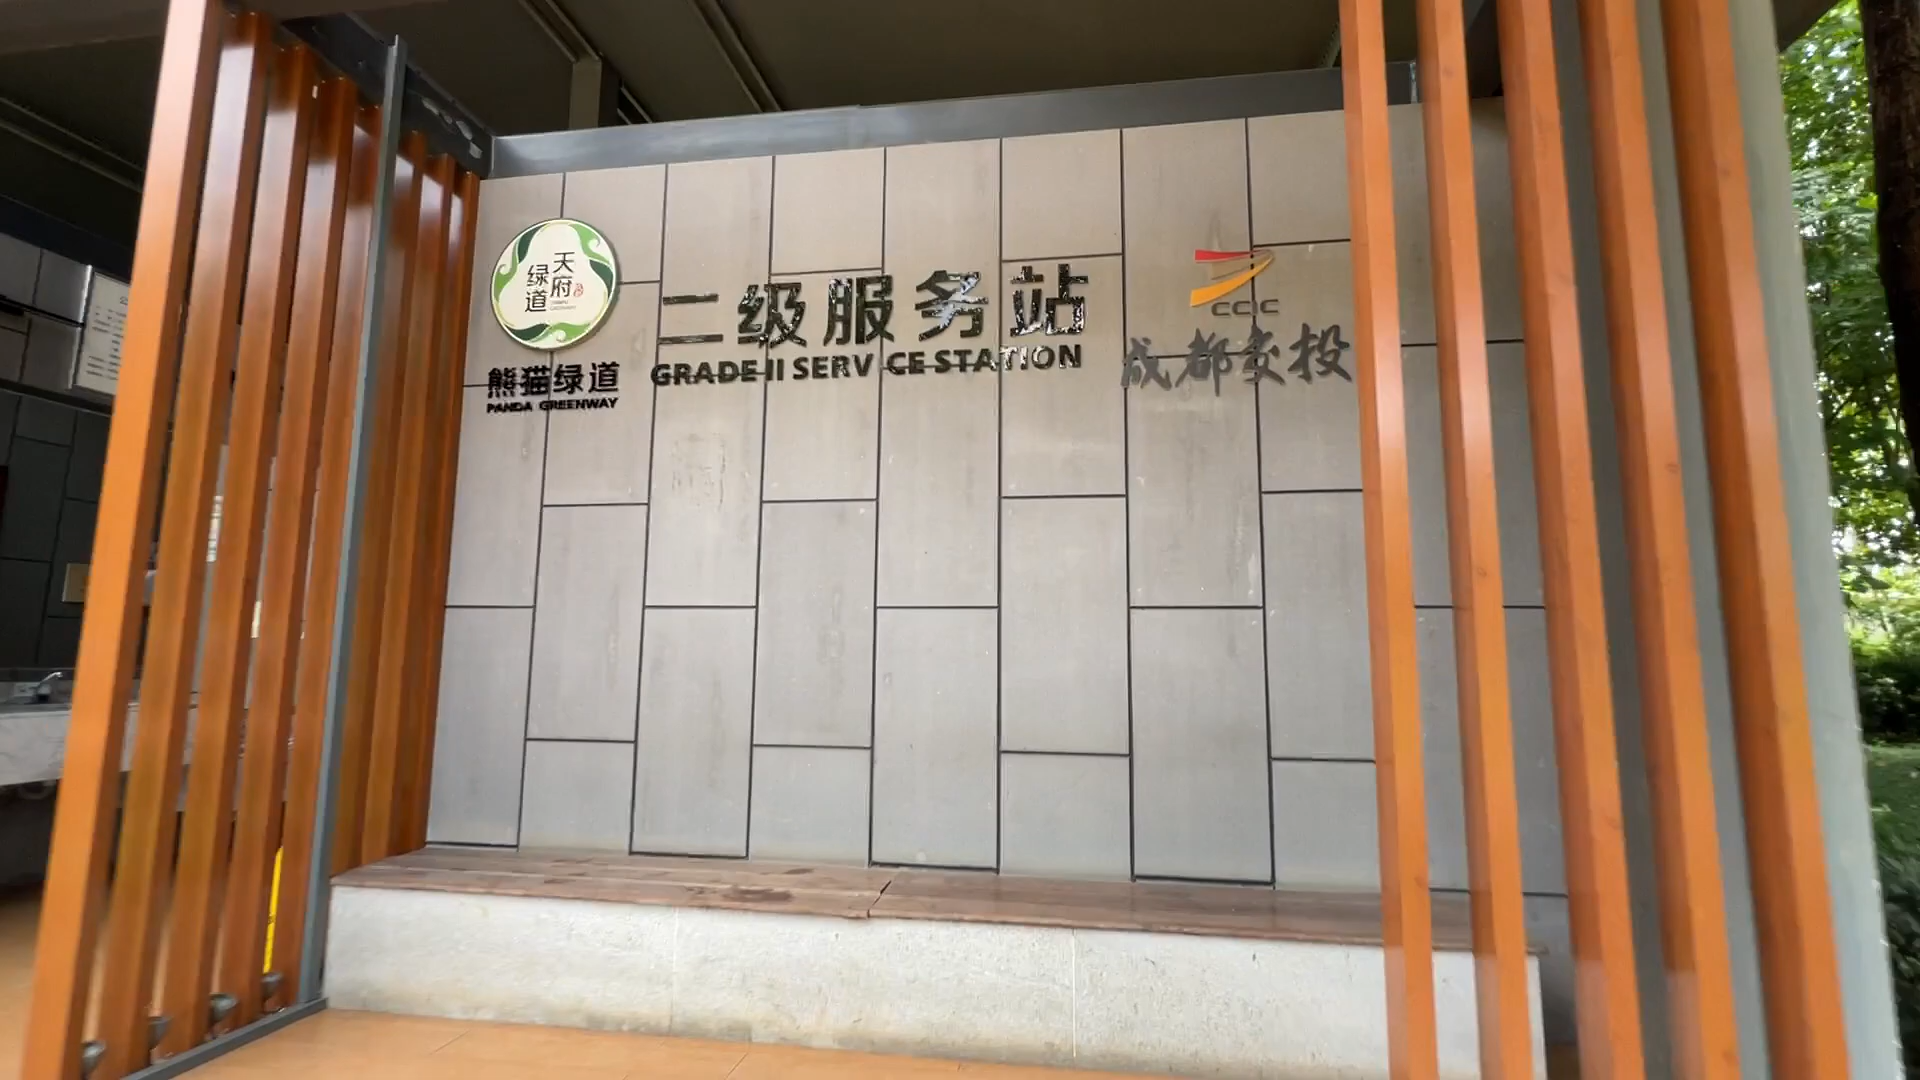 天府
绿道
熊猫绿道
PANDA GREENWAY
二级服务站
GRADE II SERV CE STATION
CCIC
成都交投